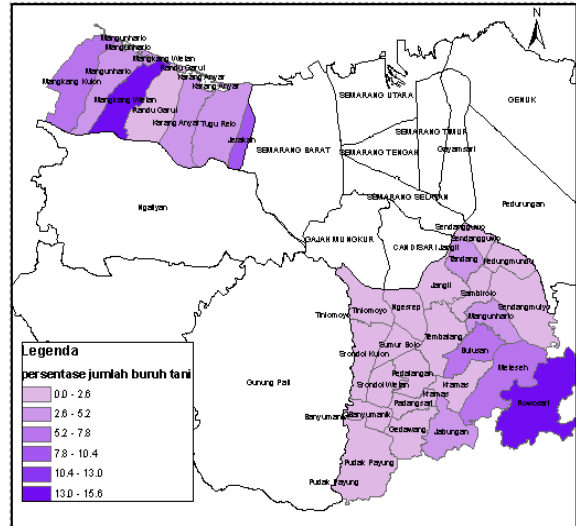 N
Mangunharjo
Mangunharjo
Mangkang Wetan
Randu Garut
Mangunharjo
Karang Anyar
Mangkang Kulon
Karang Anyar
Mangkang Wetan
Randu Garut
Karang Anyar
Tugu Rejo
Jerakah
SEMARANG UTARA
GENUK
SEMARANG TIMUR
Gayamsari
SEMARANG BARAT
SEMARANG TENGAH
SEMARANG SELATAN
Ngaliyan
Pedurungan
Sendangguwo
GAJAH MUNGKUR
CANDISARI
Sendangguwo
Jangli
Tandang
Kedungmundu
Jangli
Sambiroto
Tinjomoyo
Ngesrep
Sendangmulyo
Tinjomoyo
Mangunharjo
Tembalang
Sumur Boto
Srondol Kulon
Bulusan
Legenda
Pedalangan
Meteseh
persentase jumlah buruh tani
Gunung Pati
Srondol Wetan
0.0 - 2.6
Kramas
Kramas
Rowosari
2.6 - 5.2
Padangsari
Banyumanik
Banyumanik
5.2 - 7.8
Gedawang
Jabungan
7.8 - 10.4
Pudak Payung
10.4 - 13.0
Pudak Payung
13.0 - 15.6